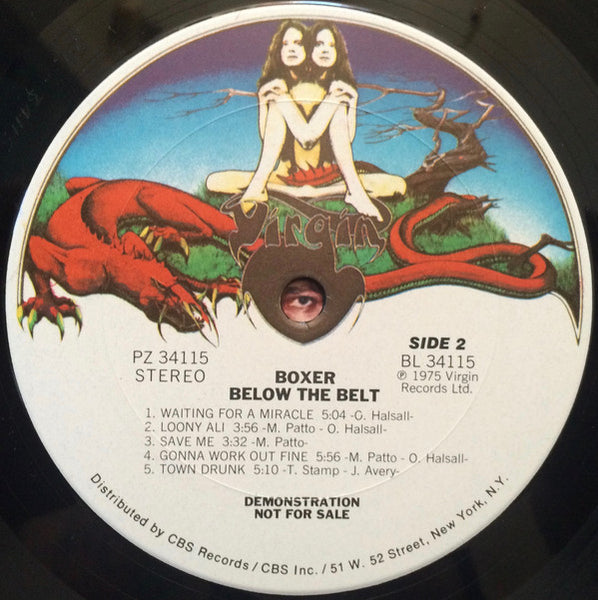 Virgin
PZ 34115
STEREO
SIDE 2
BL 34115
℗ 1975 Virgin
Records Ltd.
BOXER
BELOW THE BELT
1. WAITING FOR A MIRACLE 5:04 -G. Halsall-
2. LOONY ALI 3:56 -M. Patto - O. Halsall-
3. SAVE ME 3:32 -M. Patto-
4. GONNA WORK OUT FINE 5:56 -M. Patto - O. Halsall-
5. TOWN DRUNK 5:10 -T. Stamp - J. Avery-
DEMONSTRATION
NOT FOR SALE
Distributed by CBS Records / CBS Inc. / 51 W. 52 Street, New York, N.Y.